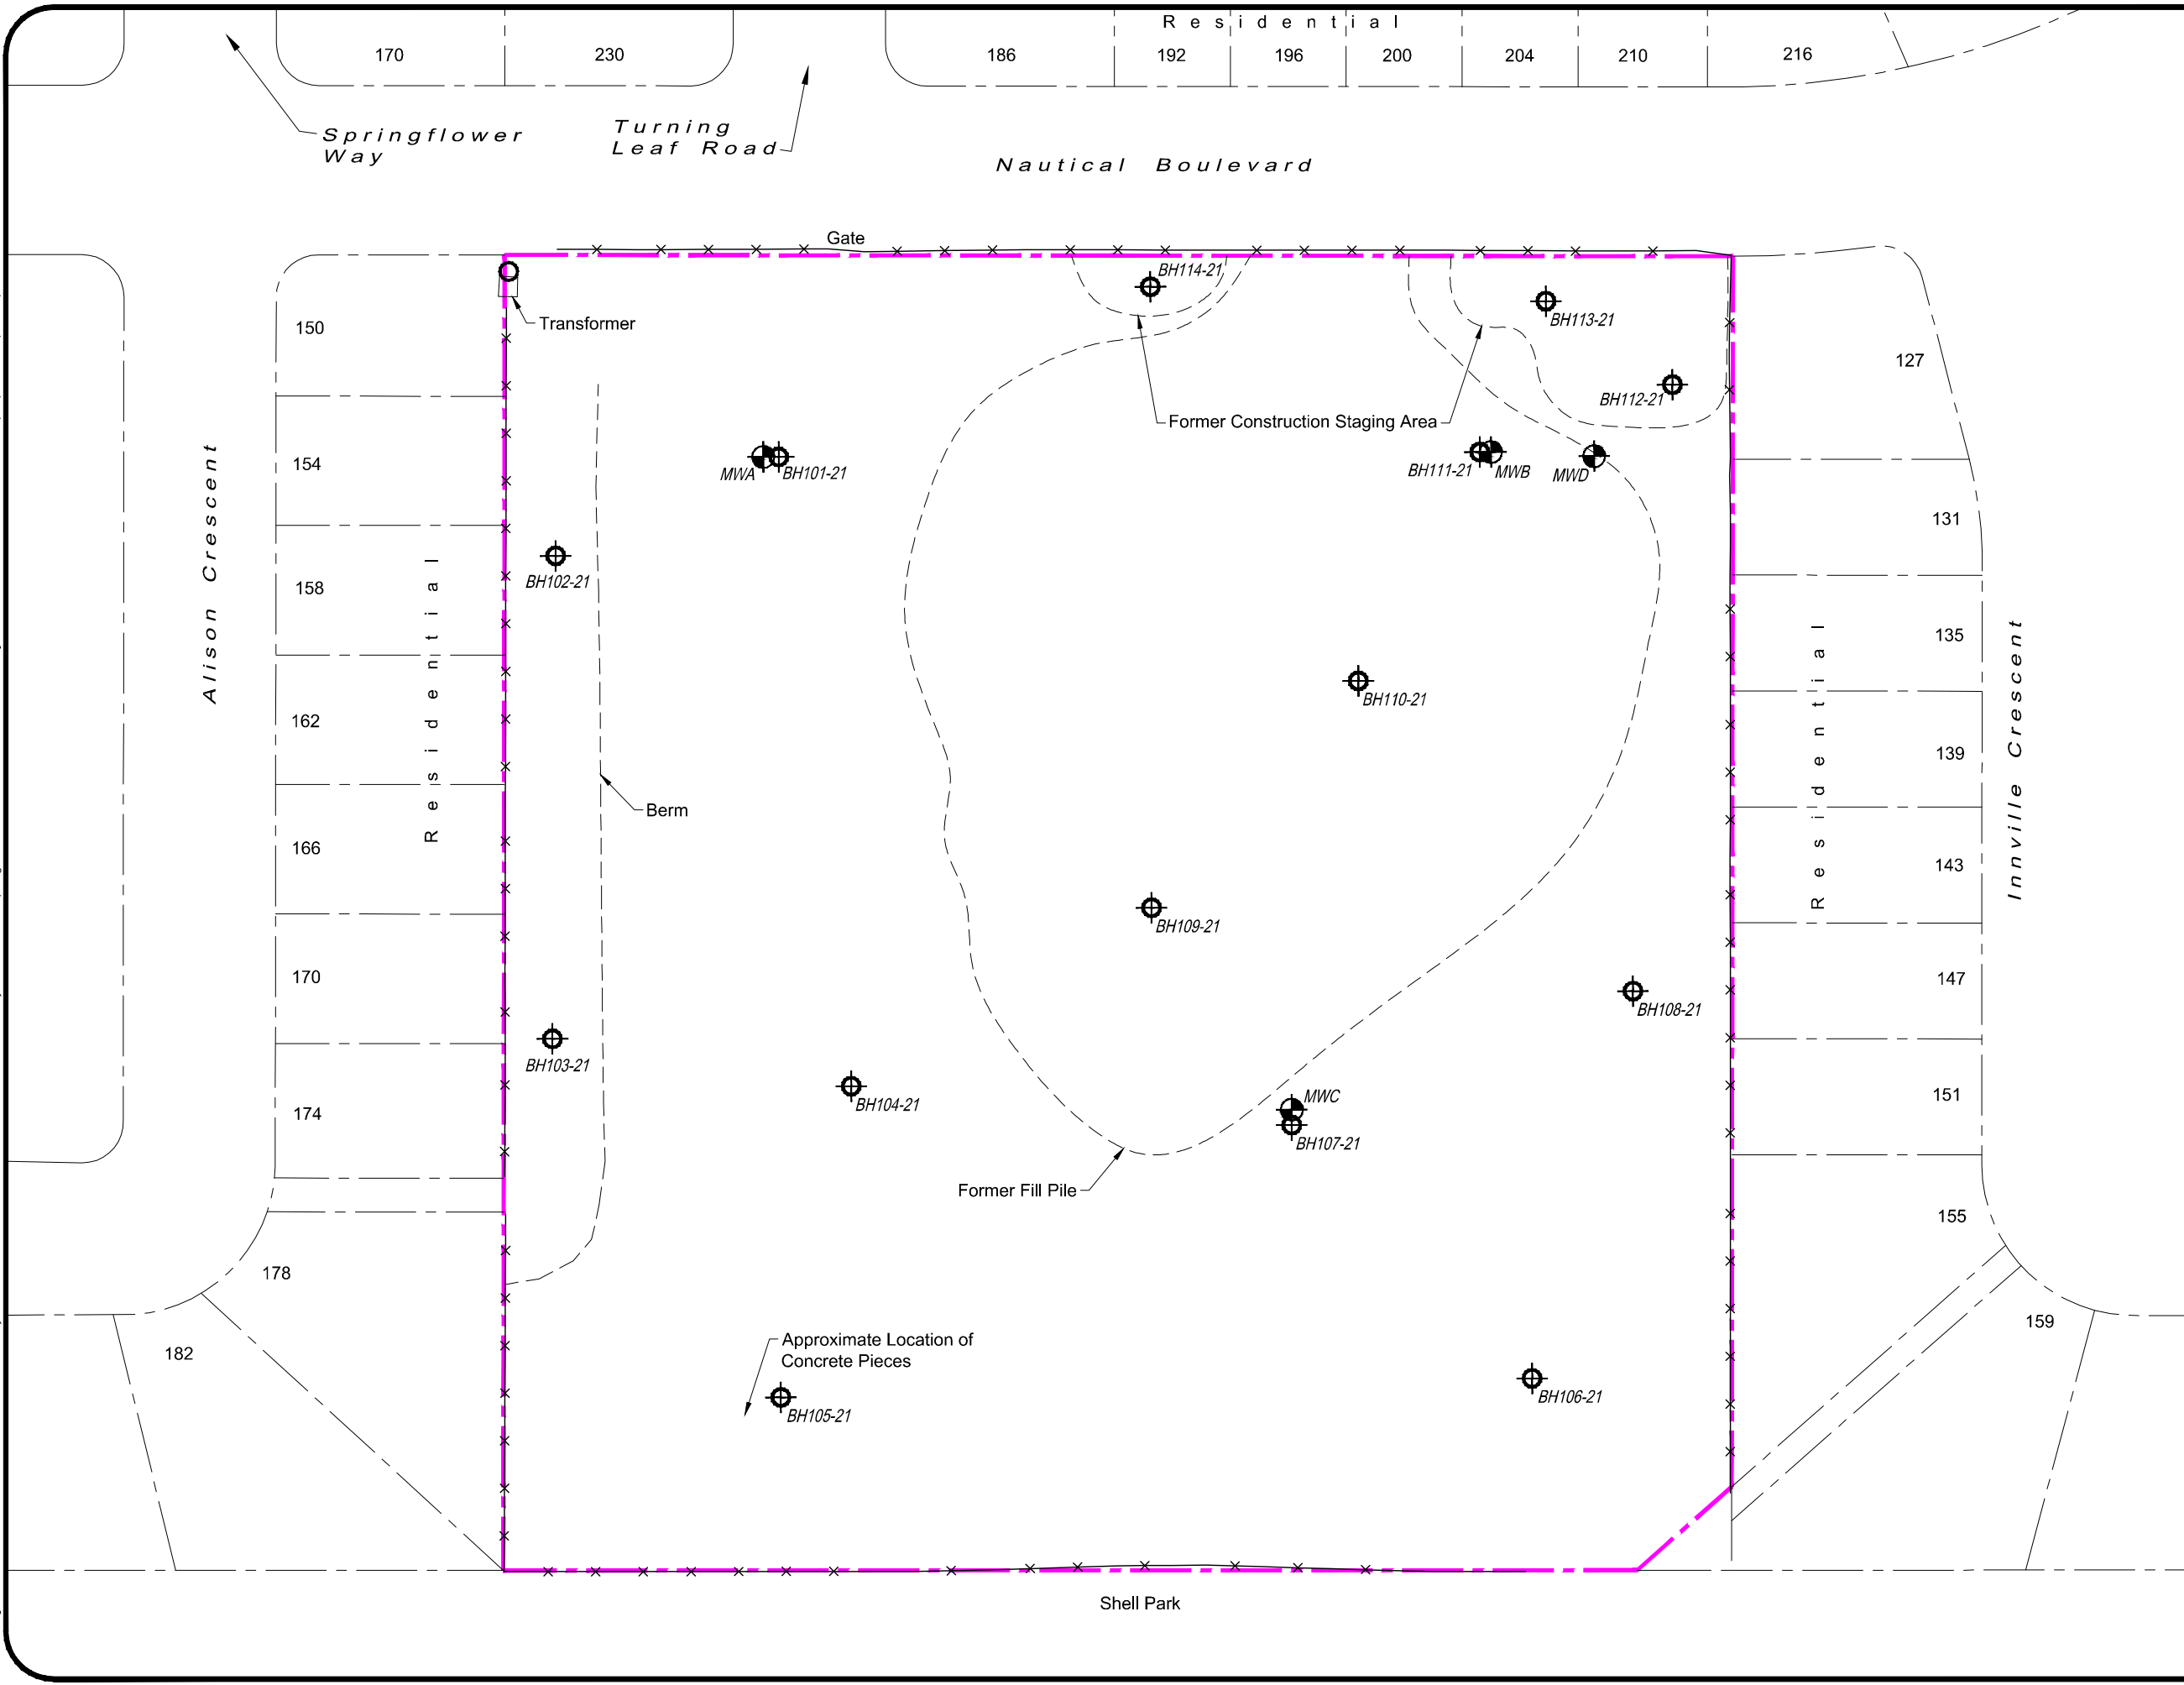 Residential
170
230
186
192
196
200
204
210
216
Springflower
Way
Turning
Leaf Road
Nautical Boulevard
Gate
BH114-21
BH113-21
Transformer
150
127
BH112-21
Former Construction Staging Area
154
MWA
BH101-21
BH111-21
MWB
MWD
131
Alison Crescent
158
Residential
BH102-21
135
Residential
Innville Crescent
BH110-21
162
139
Berm
166
143
BH109-21
170
147
BH108-21
BH103-21
BH104-21
174
MWC
BH107-21
151
Former Fill Pile
155
178
182
Approximate Location of
Concrete Pieces
159
BH105-21
BH106-21
Shell Park